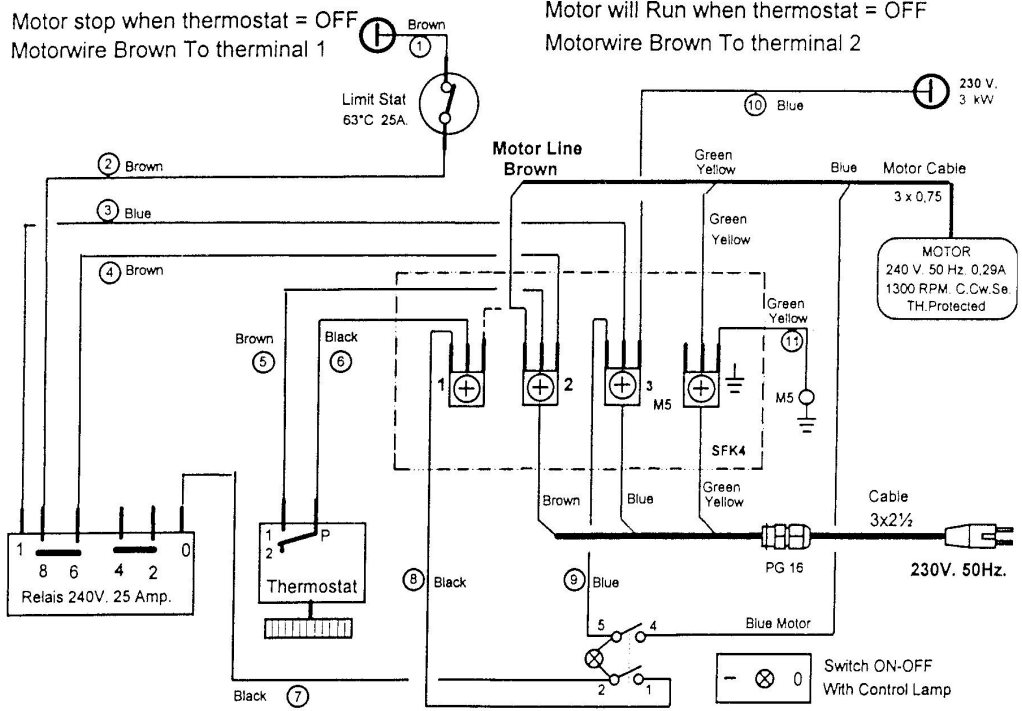 Motor stop when thermostat = OFF
Motorwire Brown To therminal 1
Motor will Run when thermostat = OFF
Motorwire Brown To therminal 2
Brown
1
Limit Stat
63°C 25A.
230 V.
3 kW
10 Blue
Motor Line
Brown
Green
Yellow
Blue
Motor Cable
3 x 0,75
2 Brown
3 Blue
4 Brown
Green
Yellow
MOTOR
240 V. 50 Hz. 0,29A
1300 RPM. C.Cw.Se.
TH.Protected
Green
Yellow
11
Brown
5
Black
6
1
2
3
M5
M5
SFK4
Brown
Blue
Green
Yellow
Cable
3x2½
PG 16
230V. 50Hz.
1 8 6 4 2 0
Relais 240V. 25 Amp.
1 P
2
Thermostat
8 Black
9 Blue
5 4
Blue Motor
2 1
Black 7
– 0
Switch ON-OFF
With Control Lamp